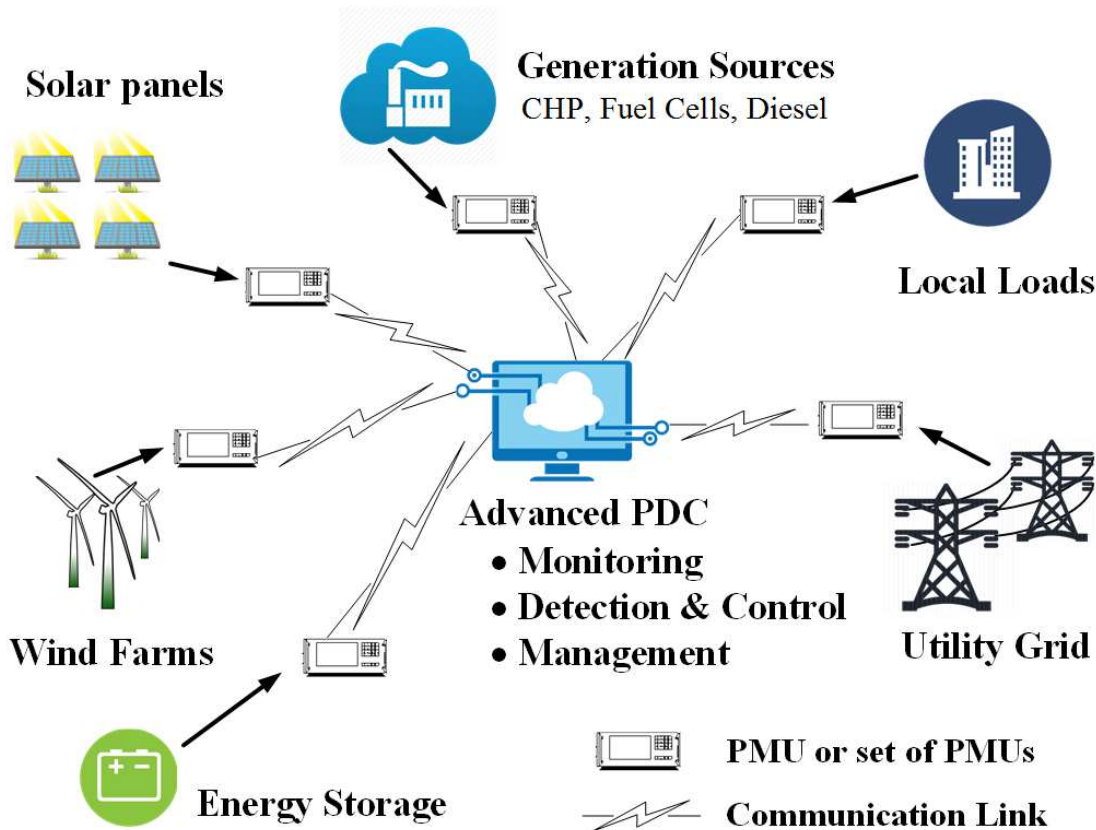 Generation Sources
CHP, Fuel Cells, Diesel
Solar panels
Local Loads
Advanced PDC
• Monitoring
• Detection & Control
• Management
Wind Farms
Utility Grid
Energy Storage
PMU or set of PMUs
Communication Link